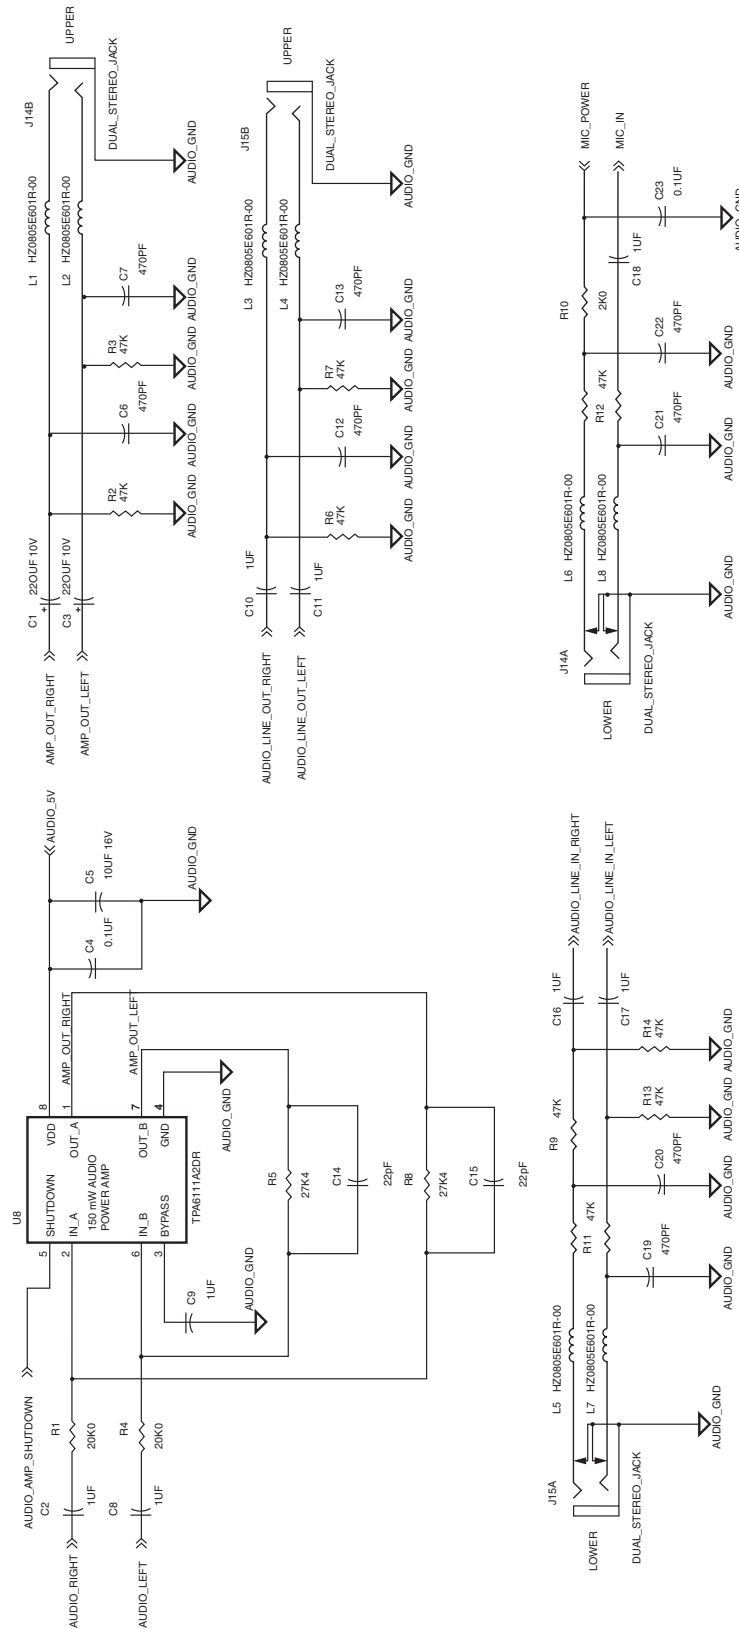 AUDIO_AMP_SHUTDOWN
U8
5
SHUTDOWN
VDD
8
2
IN_A
OUT_A
1
150 mW AUDIO
POWER AMP
6
IN_B
OUT_B
7
3
BYPASS
GND
4
TPA6111A2DR
AUDIO_RIGHT
C2
1UF
R1
20K0
AUDIO_LEFT
C8
1UF
R4
20K0
C9
1UF
AUDIO_GND
AMP_OUT_RIGHT
AMP_OUT_LEFT
AUDIO_GND
R5
27K4
C14
22pF
R8
27K4
C15
22pF
AUDIO_5V
C4
0.1UF
C5
10UF 16V
AUDIO_GND
AMP_OUT_RIGHT
C1
+
220UF 10V
AMP_OUT_LEFT
C3
+
220UF 10V
R2
47K
AUDIO_GND
C6
470PF
AUDIO_GND
R3
47K
AUDIO_GND
C7
470PF
AUDIO_GND
L1
HZ0805E601R-00
L2
HZ0805E601R-00
J14B
UPPER
DUAL_STEREO_JACK
AUDIO_GND
AUDIO_LINE_OUT_RIGHT
C10
1UF
AUDIO_LINE_OUT_LEFT
C11
1UF
R6
47K
AUDIO_GND
C12
470PF
AUDIO_GND
R7
47K
AUDIO_GND
C13
470PF
AUDIO_GND
L3
HZ0805E601R-00
L4
HZ0805E601R-00
J15B
UPPER
DUAL_STEREO_JACK
AUDIO_GND
J15A
LOWER
DUAL_STEREO_JACK
AUDIO_GND
L5
HZ0805E601R-00
L7
HZ0805E601R-00
C19
470PF
AUDIO_GND
R11
47K
C20
470PF
AUDIO_GND
R9
47K
R13
47K
AUDIO_GND
R14
47K
AUDIO_GND
C16
1UF
C17
1UF
AUDIO_LINE_IN_RIGHT
AUDIO_LINE_IN_LEFT
J14A
LOWER
DUAL_STEREO_JACK
AUDIO_GND
L6
HZ0805E601R-00
L8
HZ0805E601R-00
C21
470PF
AUDIO_GND
R12
47K
C22
470PF
AUDIO_GND
R10
2K0
C18
1UF
C23
0.1UF
AUDIO_GND
MIC_POWER
MIC_IN